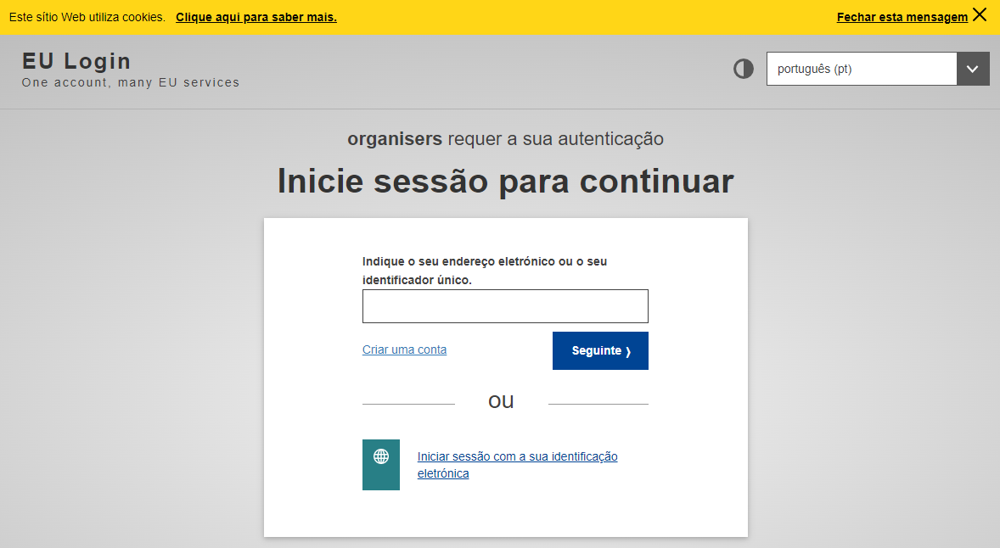 Este sítio Web utiliza cookies. Clique aqui para saber mais. Fechar esta mensagem
EU Login
One account, many EU services
português (pt)
organisers requer a sua autenticação
Inicie sessão para continuar
Indique o seu endereço eletrónico ou o seu
identificador único.
Criar uma conta
Seguinte ❭
ou
Iniciar sessão com a sua identificação
eletrónica